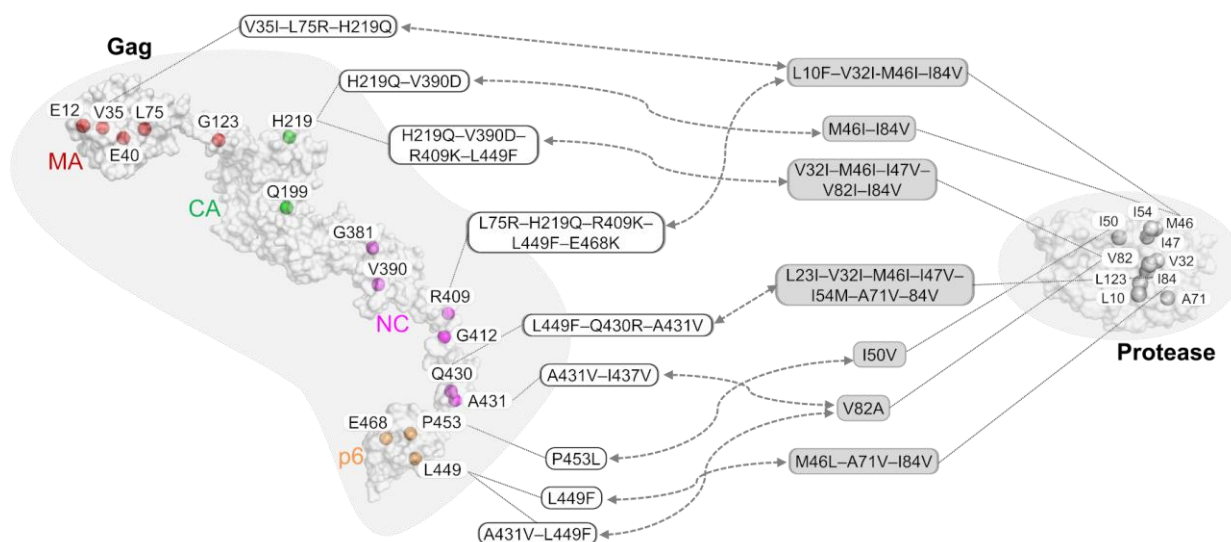 V35I–L75R–H219Q
Gag
L10F–V32I-M46I–I84V
H219Q–V390D
E12
V35
L75
G123
H219
E40
MA
M46I–I84V
H219Q–V390D–
R409K–L449F
V32I–M46I–I47V–
V82I–I84V
Q199
CA
I54
I50
M46
L75R–H219Q–R409K–
L449F–E468K
G381
I47
V82
V32
V390
L123
I84
L23I–V32I–M46I–I47V–
I54M–A71V–84V
L10
A71
R409
NC
G412
L449F–Q430R–A431V
Protease
I50V
Q430
A431V–I437V
A431
V82A
E468
P453
p6
P453L
M46L–A71V–I84V
L449
L449F
A431V–L449F